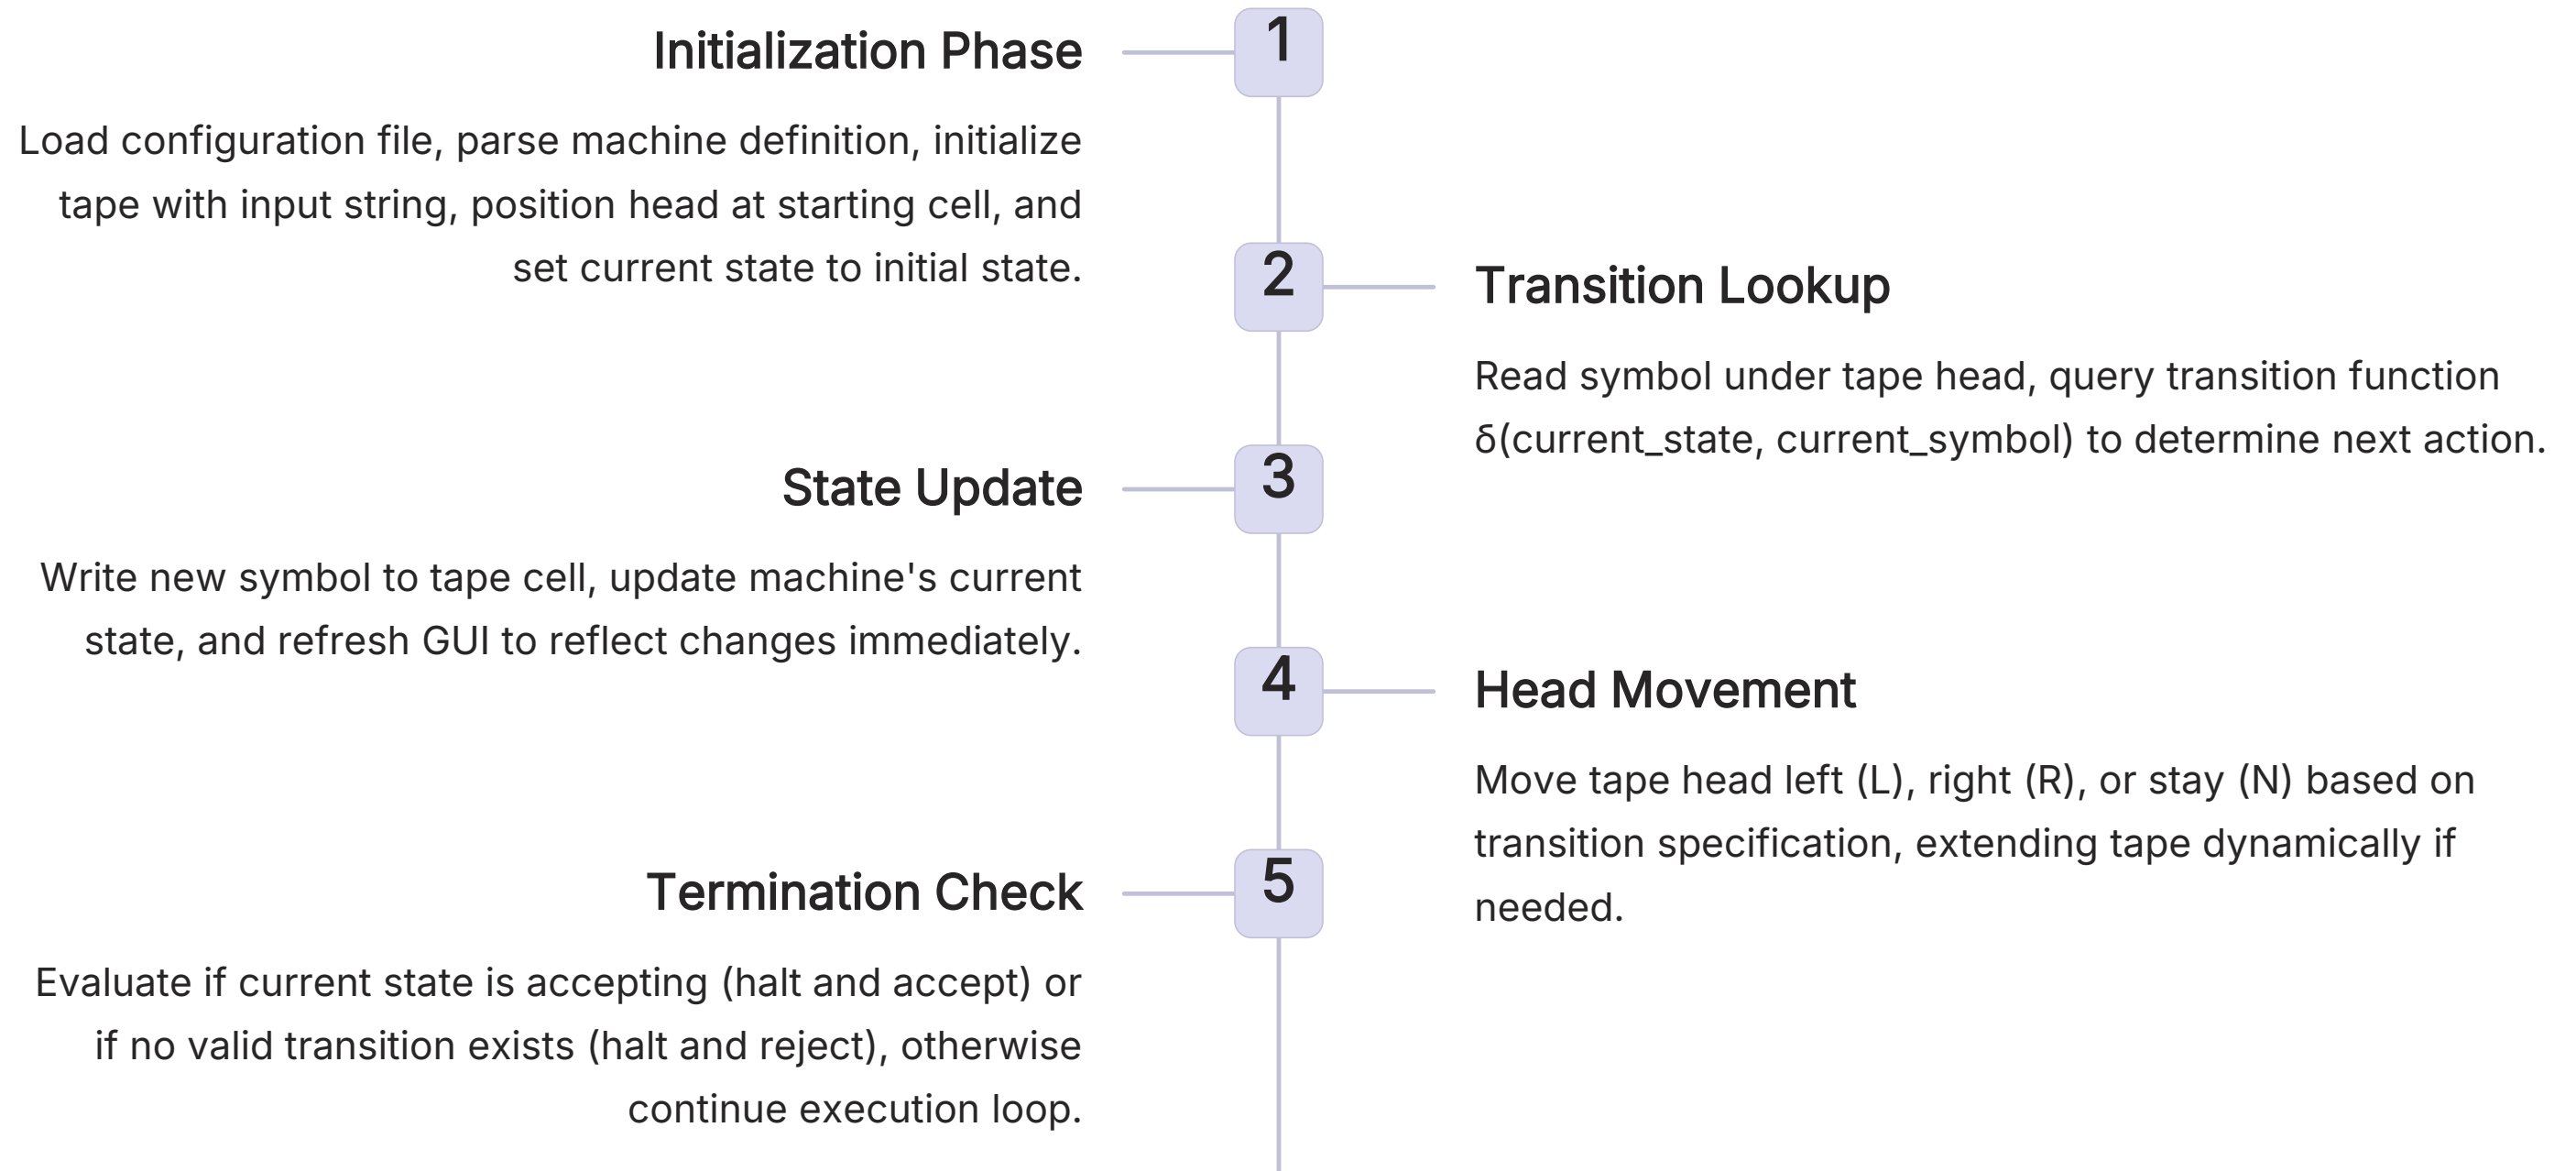 1
Initialization Phase
Load configuration file, parse machine definition, initialize
tape with input string, position head at starting cell, and
set current state to initial state.
2
Transition Lookup
Read symbol under tape head, query transition function
δ(current_state, current_symbol) to determine next action.
3
State Update
Write new symbol to tape cell, update machine's current
state, and refresh GUI to reflect changes immediately.
4
Head Movement
Move tape head left (L), right (R), or stay (N) based on
transition specification, extending tape dynamically if
needed.
5
Termination Check
Evaluate if current state is accepting (halt and accept) or
if no valid transition exists (halt and reject), otherwise
continue execution loop.